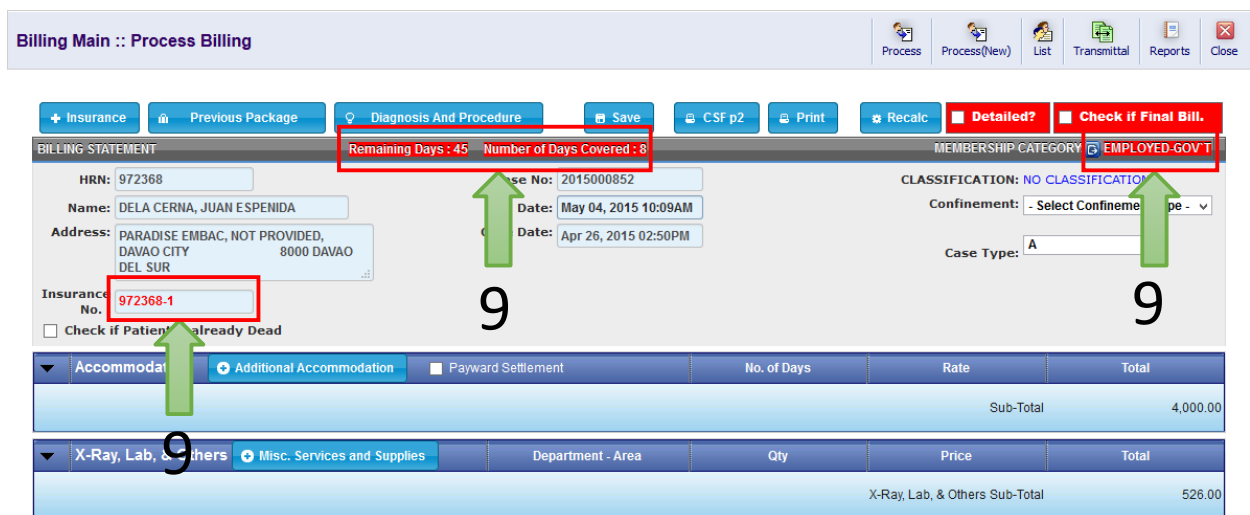 Billing Main :: Process Billing
Process Process(New) List Transmittal Reports Close
Insurance Previous Package Diagnosis And Procedure Save CSF p2 Print Recalc Detailed? Check if Final Bill.
BILLING STATEMENT Remaining Days : 45 Number of Days Covered : 8 MEMBERSHIP CATEGORY EMPLOYED-GOV'T
HRN: 972368 No: 2015000852 CLASSIFICATION: NO CLASSIFICATION
Name: DELA CERNA, JUAN ESPENIDA Date: May 04, 2015 10:09AM Confinement: - Select Confinement -
Address: PARADISE EMBAC, NOT PROVIDED, Date: Apr 26, 2015 02:50PM
DAVAO CITY 8000 DAVAO Case Type: A
DEL SUR
Insurance No. 972368-1
9 9
Check if Patient already Dead
Additional Accommodation Payward Settlement No. of Days Rate Total
Sub-Total 4,000.00
9
X-Ray, Lab, & Others Misc. Services and Supplies Department - Area Qty Price Total
X-Ray, Lab, & Others Sub-Total 526.00